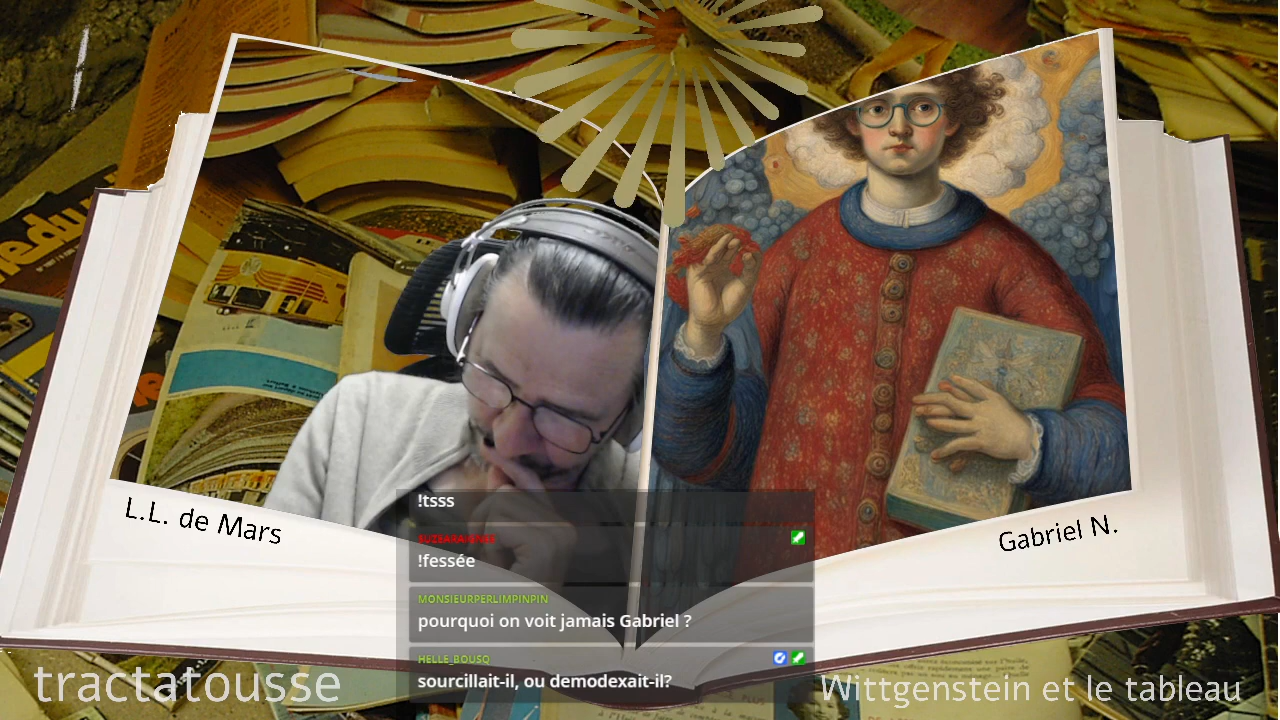 L.L. de Mars
Gabriel N.
!tsss
!fessée
MONSIEURPERLIMPINPIN
pourquoi on voit jamais Gabriel ?
HELLE_BOUSQ
sourcillait-il, ou demodexait-il?
tractatousse
Wittgenstein et le tableau